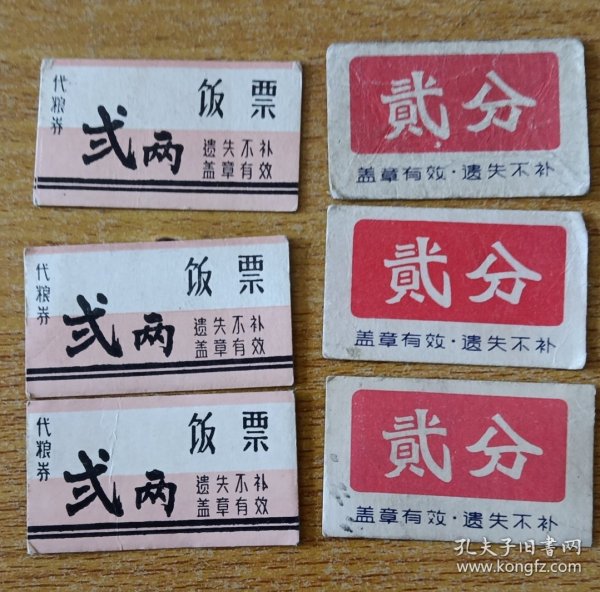 代粮券
饭票
弍两
遗失不补
盖章有效
代粮券
饭票
弍两
遗失不补
盖章有效
代粮券
饭票
弍两
遗失不补
盖章有效
貳分
盖章有效·遗失不补
貳分
盖章有效·遗失不补
貳分
盖章有效·遗失不补
孔夫子旧書网
www.kongfz.com